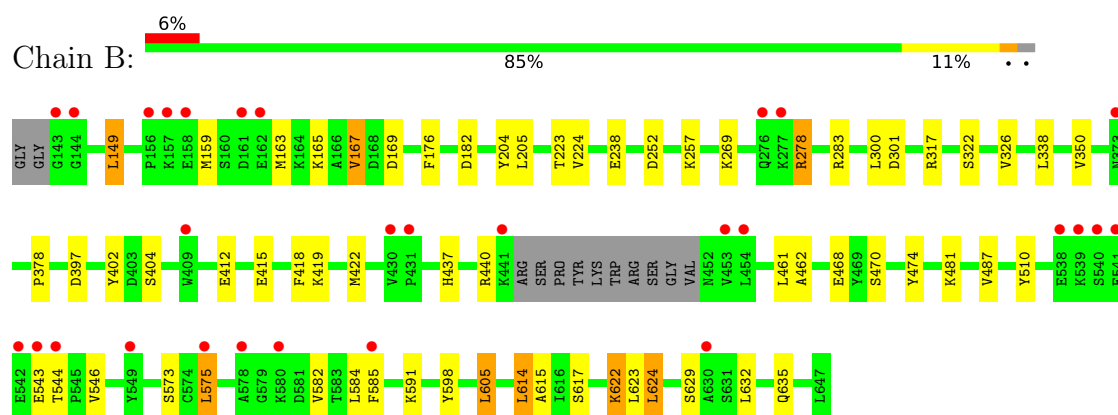 6%
Chain B:
85% 11% • •
GLY GLY G143 G144 L149 P156 K157 E158 M159 S160 D161 E162 M163 K164 K165 A166 V167 D168 D169 F176 D182 Y204 L205 T223 V224 E238 D252 K257 K269 Q276 K277 R278 R283 L300 D301 R317 S322 V326 L338 V350 N373
P378 D397 Y402 D403 S404 W409 E412 E415 F418 K419 M422 V430 P431 H437 R440 K441 ARG SER PRO TYR LYS TRP ARG SER GLY VAL N452 V453 L454 L461 A462 E468 Y469 S470 Y474 K481 V487 Y510 E538 K539 S540
E542 E543 T544 P545 V546 Y549 S573 C574 L575 A578 G579 K580 D581 V582 T583 L584 F585 K591 Y598 L605 L614 A615 I616 S617 K622 L623 L624 S629 A630 S631 L632 Q635 L647